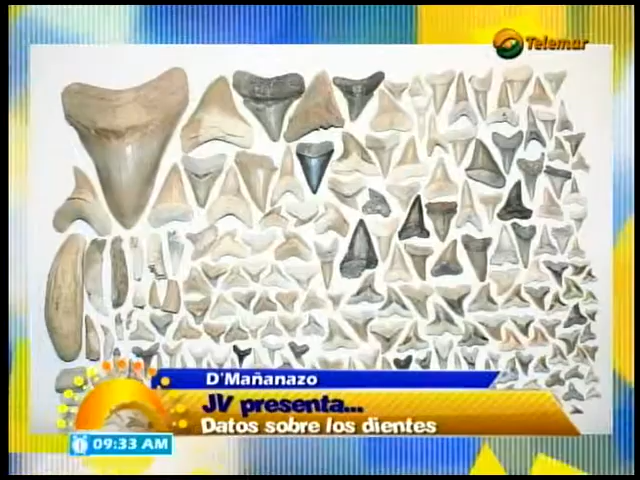 Telemar
D'Mañanazo
JV presenta...
Datos sobre los dientes
09:33 AM